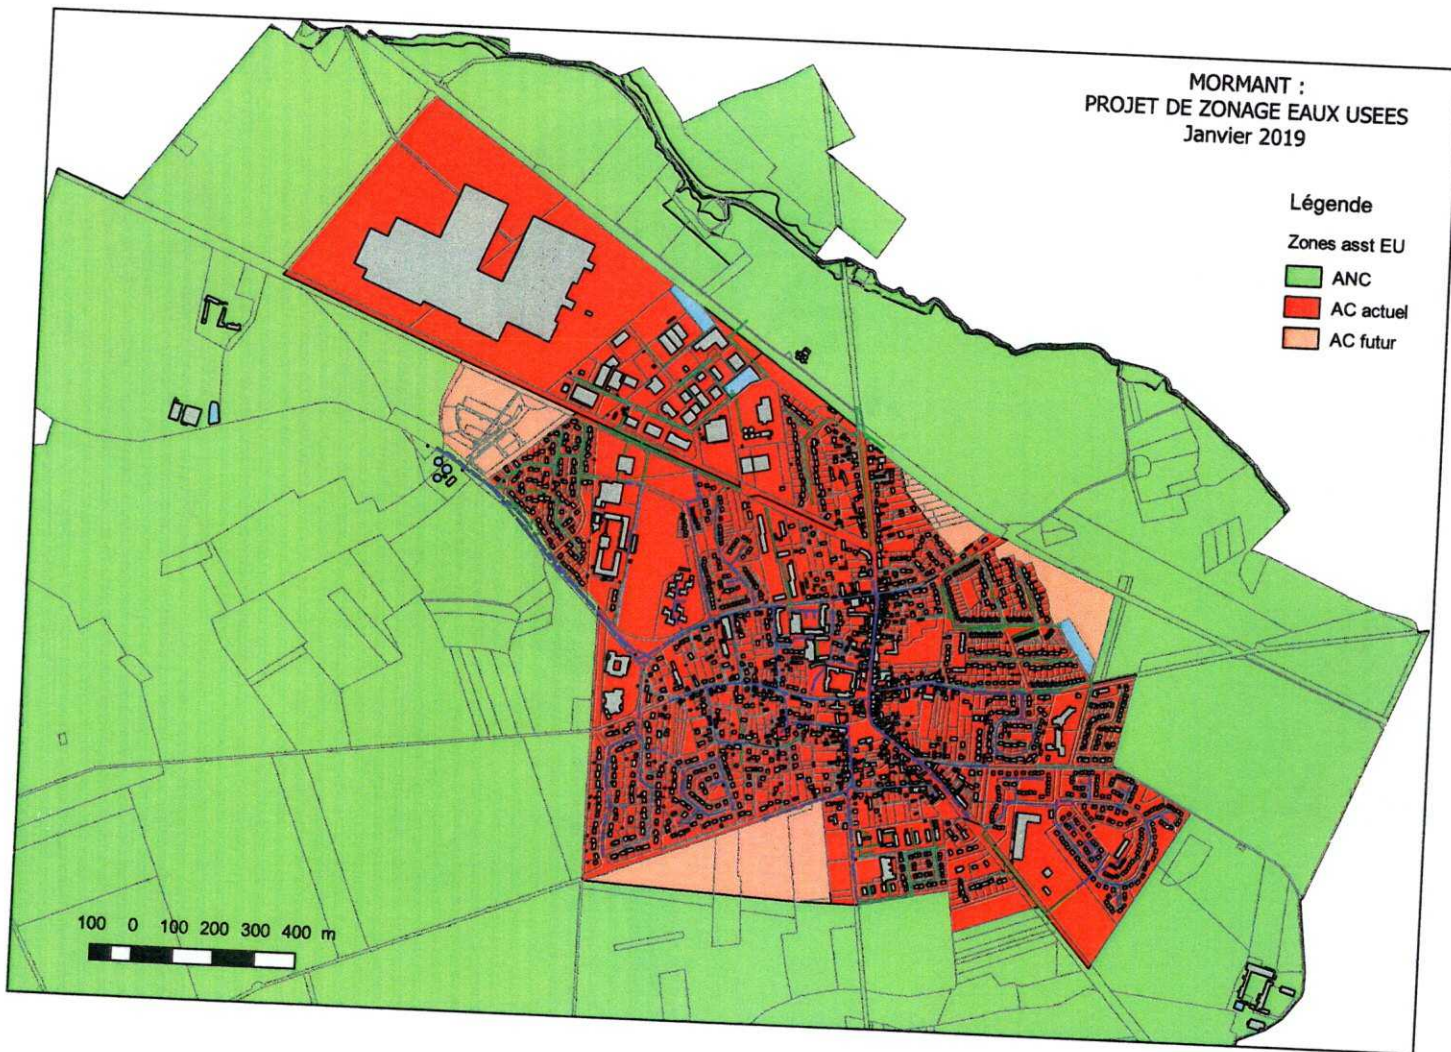 MORMANT :
PROJET DE ZONAGE EAUX USEES
Janvier 2019
Légende
Zones asst EU
ANC
AC actuel
AC futur
100 0 100 200 300 400 m